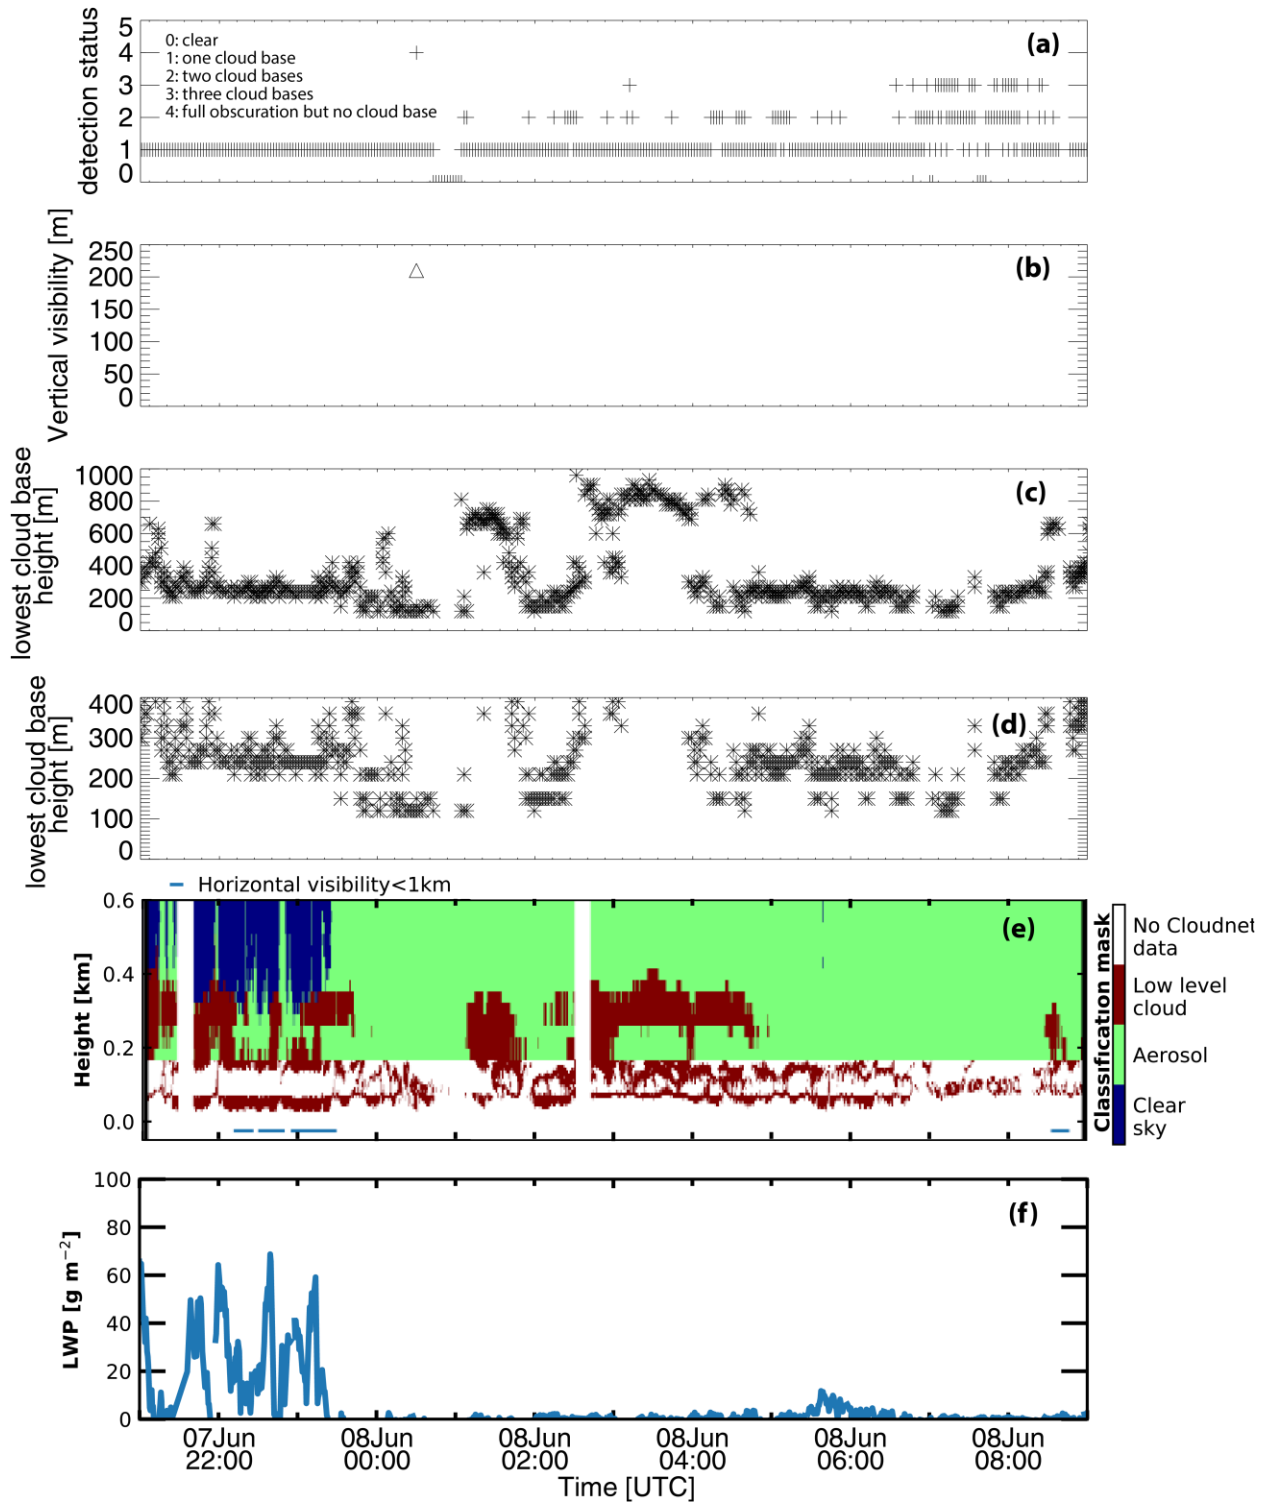 detection status
5
4
3
2
1
0
0: clear
1: one cloud base
2: two cloud bases
3: three cloud bases
4: full obscuration but no cloud base
(a)
Vertical visibility [m]
250
200
150
100
50
0
(b)
lowest cloud base
height [m]
1000
800
600
400
200
0
(c)
lowest cloud base
height [m]
400
300
200
100
0
(d)
Horizontal visibility<1km
Height [km]
0.6
0.4
0.2
0.0
(e)
Classification mask
No Cloudnet
data
Low level
cloud
Aerosol
Clear
sky
LWP [g m−2]
100
80
60
40
20
0
(f)
07Jun 08Jun 08Jun 08Jun 08Jun 08Jun
22:00 00:00 02:00 04:00 06:00 08:00
Time [UTC]